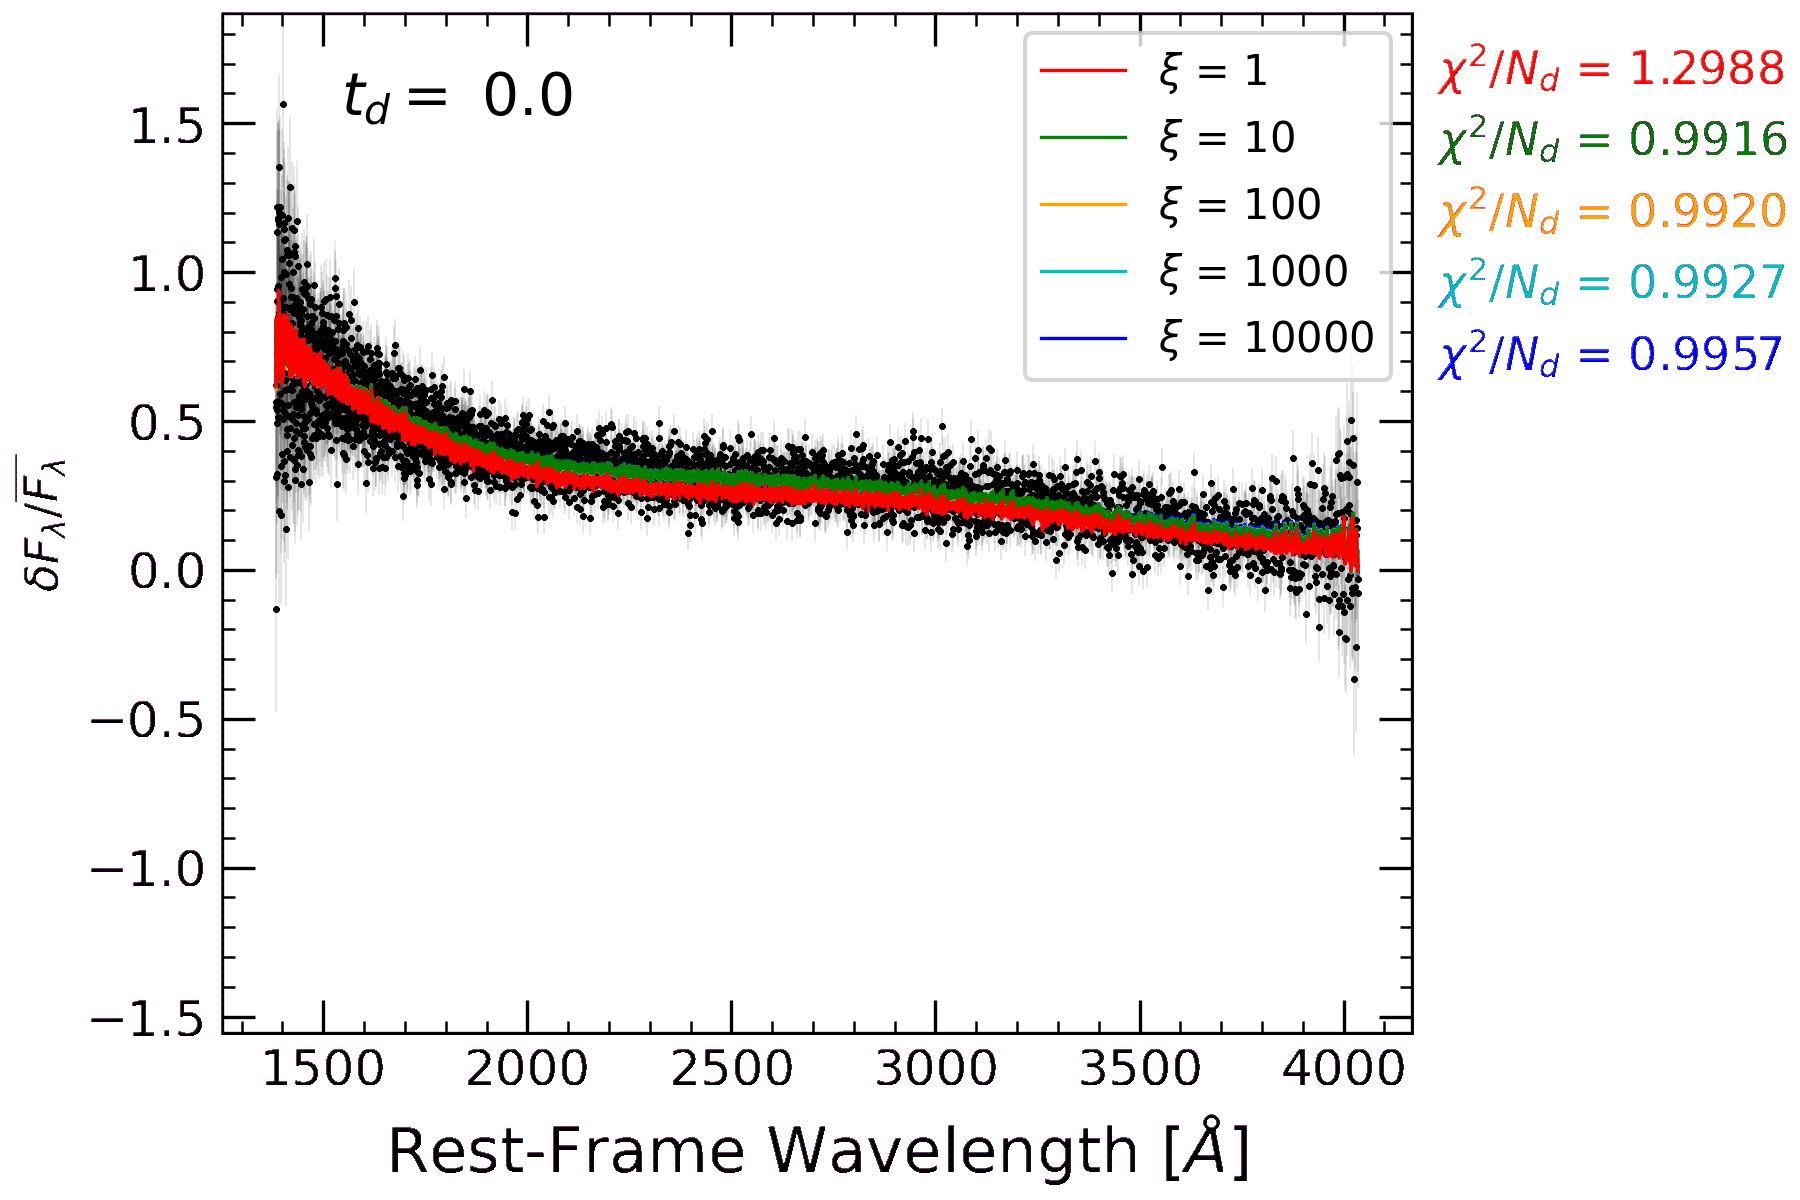 t_d = 0.0
ξ = 1
ξ = 10
ξ = 100
ξ = 1000
ξ = 10000
χ²/N_d = 1.2988
χ²/N_d = 0.9916
χ²/N_d = 0.9920
χ²/N_d = 0.9927
χ²/N_d = 0.9957
1.5
1.0
0.5
0.0
−0.5
−1.0
−1.5
δF_λ/F̅_λ
1500 2000 2500 3000 3500 4000
Rest-Frame Wavelength [Å]